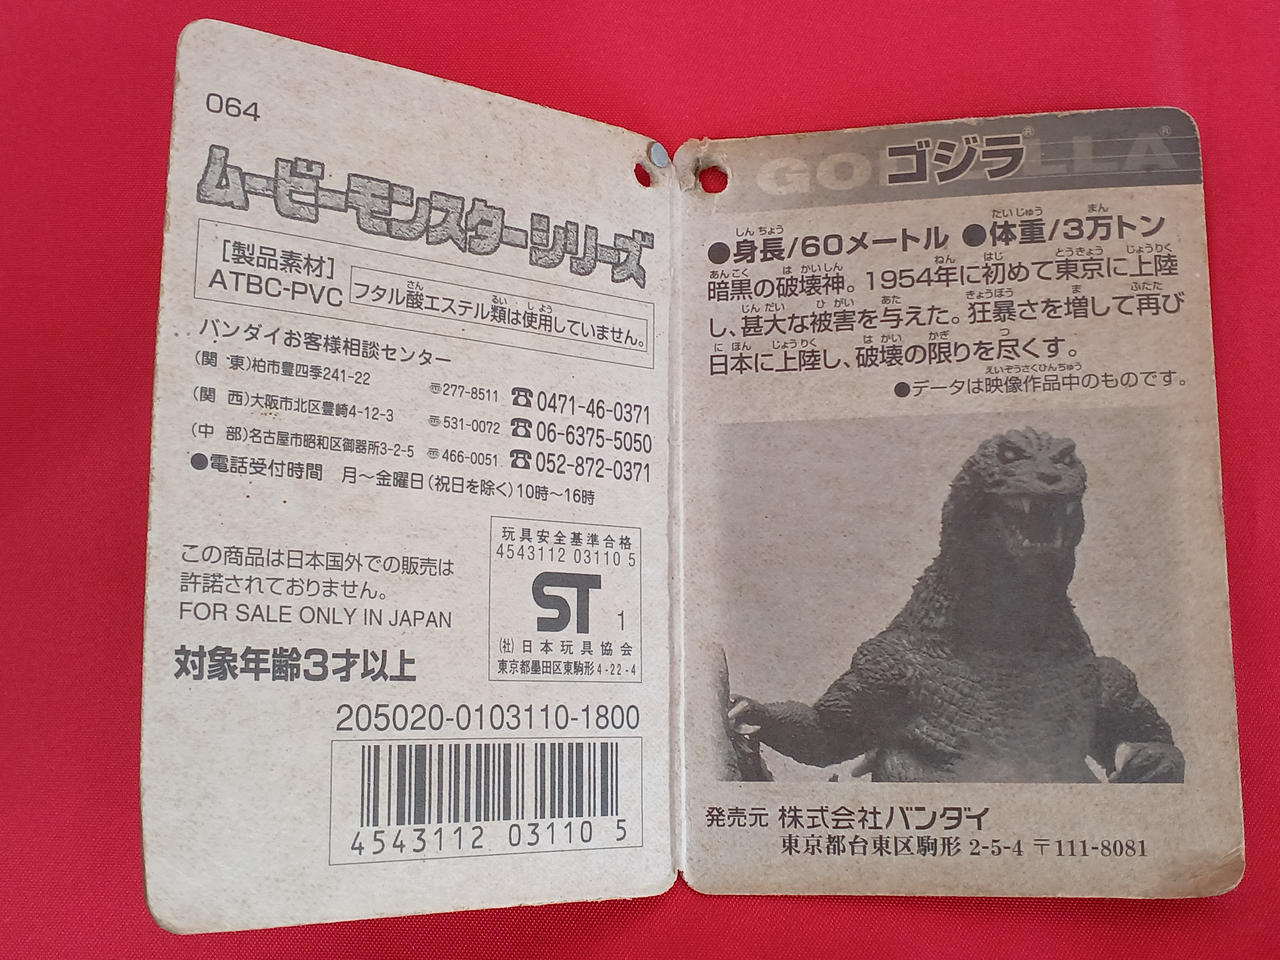 064
ムービーモンスターシリーズ
[製品素材]
ATBC-PVC
フタル酸エステル類は使用していません。
バンダイお客様相談センター
(関 東)柏市豊四季241-22 〠277-8511 ☎0471-46-0371
(関 西)大阪市北区豊崎4-12-3 〠531-0072 ☎06-6375-5050
(中 部)名古屋市昭和区御器所3-2-5 〠466-0051 ☎052-872-0371
●電話受付時間 月～金曜日(祝日を除く)10時～16時
この商品は日本国外での販売は
許諾されておりません。
FOR SALE ONLY IN JAPAN
対象年齢3才以上
玩具安全基準合格
4543112 03110 5
ST 1
(社)日本玩具協会
東京都墨田区東駒形4-22-4
205020-0103110-1800
4543112 03110 5
GO LLA®
ゴジラ®
●身長/60メートル ●体重/3万トン
暗黒の破壊神。1954年に初めて東京に上陸
し、甚大な被害を与えた。狂暴さを増して再び
日本に上陸し、破壊の限りを尽くす。
●データは映像作品中のものです。
発売元 株式会社バンダイ
東京都台東区駒形 2-5-4 〒111-8081